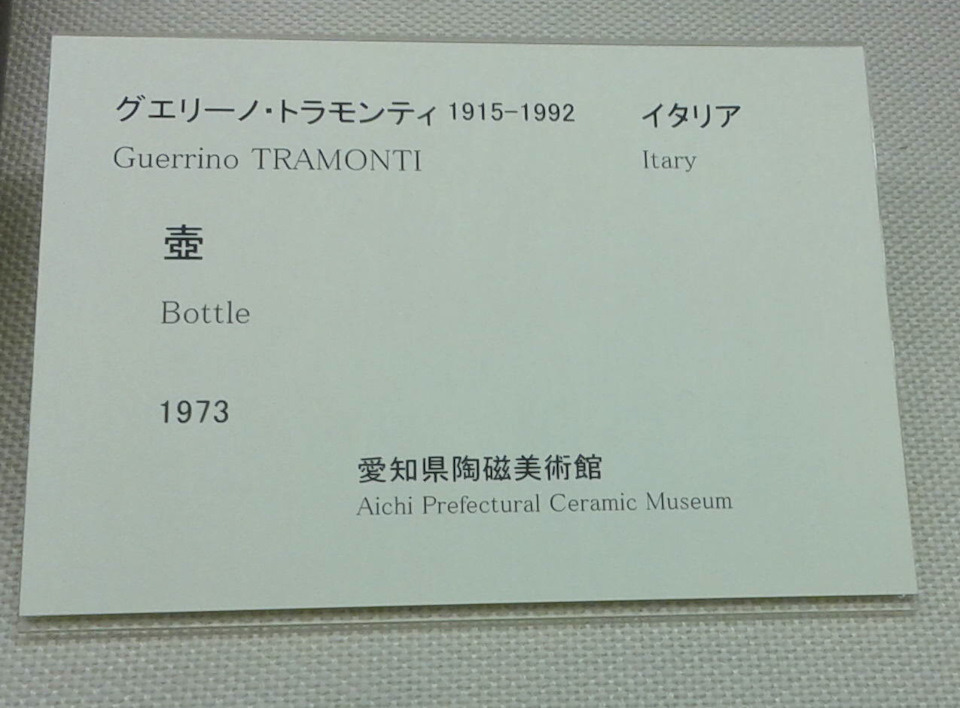 グエリーノ・トラモンティ 1915-1992 イタリア
Guerrino TRAMONTI Itary
壺
Bottle
1973
愛知県陶磁美術館
Aichi Prefectural Ceramic Museum